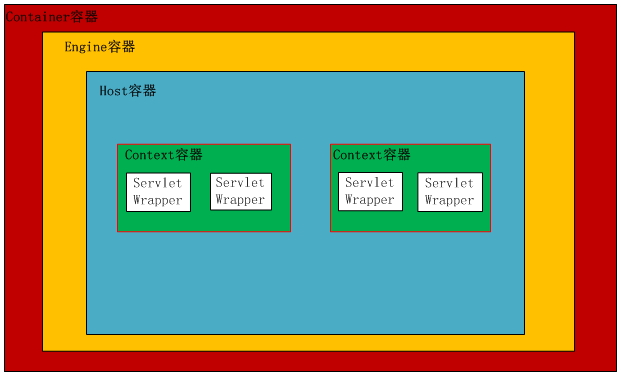 Container容器
Engine容器
Host容器
Context容器
Context容器
Servlet
Wrapper
Servlet
Wrapper
Servlet
Wrapper
Servlet
Wrapper